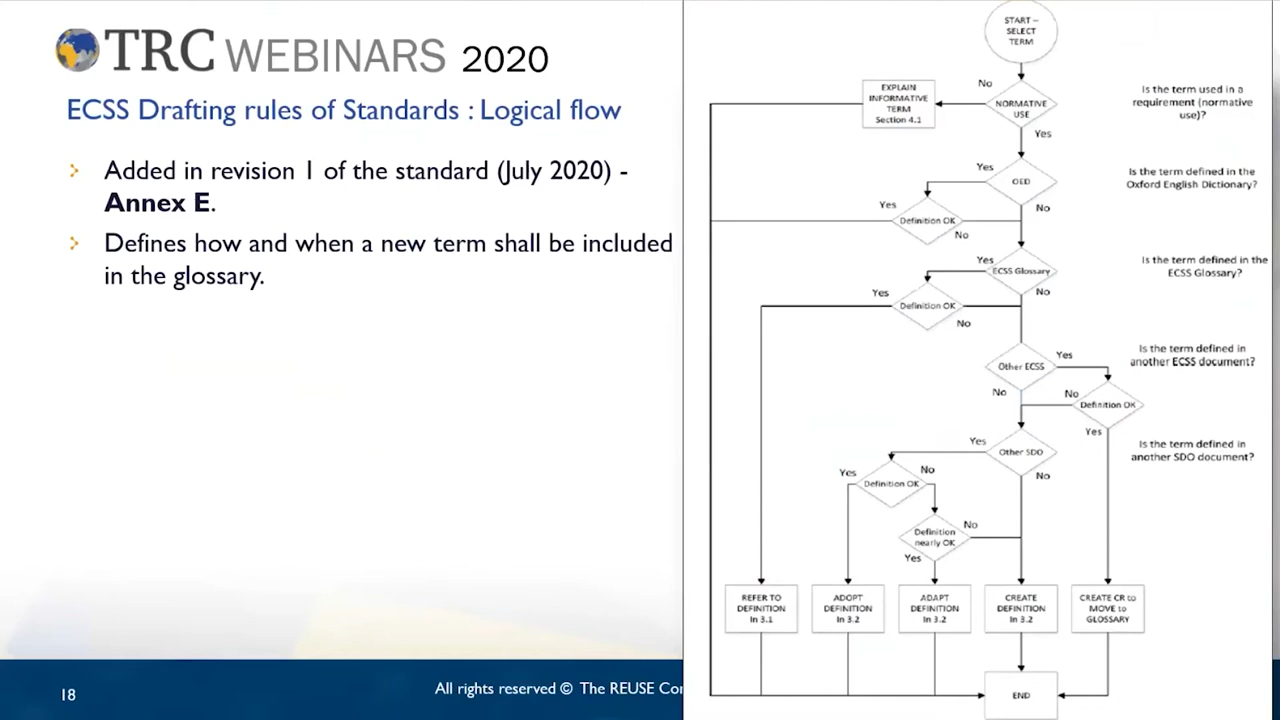 TRC WEBINARS 2020
ECSS Drafting rules of Standards : Logical flow
Added in revision 1 of the standard (July 2020) -
Annex E.
Defines how and when a new term shall be included
in the glossary.
18
All rights reserved © The REUSE Co
START –
SELECT
TERM
No
EXPLAIN
INFORMATIVE
TERM
Section 4.1
NORMATIVE
USE
Is the term used in a
requirement (normative
use)?
Yes
Yes
OED
Is the term defined in the
Oxford English Dictionary?
Yes
No
Definition OK
No
Yes
ECSS Glossary
Is the term defined in the
ECSS Glossary?
Yes
No
Definition OK
No
Other ECSS
Yes
Is the term defined in
another ECSS document?
No
No
Definition OK
Yes
Yes
Other SDO
Is the term defined in
another SDO document?
Yes
No
No
Definition OK
No
Definition
nearly OK
Yes
REFER TO
DEFINITION
In 3.1
ADOPT
DEFINITION
In 3.2
ADAPT
DEFINITION
In 3.2
CREATE
DEFINITION
In 3.2
CREATE CR to
MOVE to
GLOSSARY
END